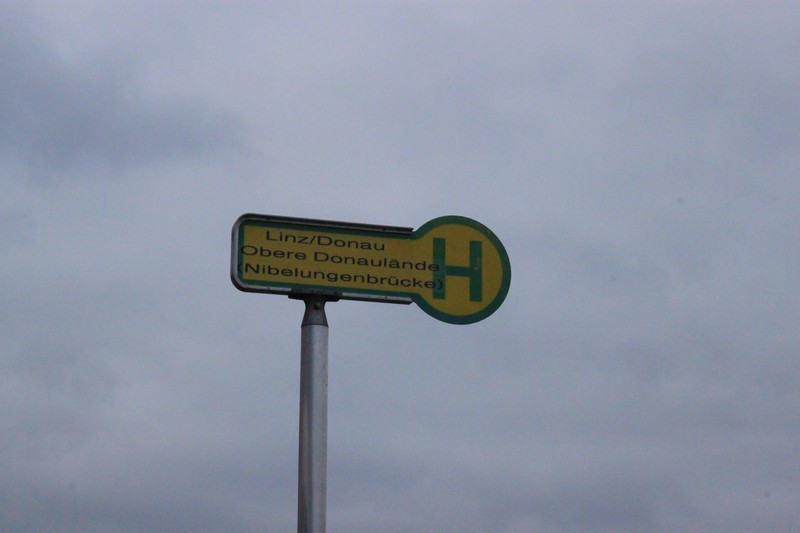 Linz/Donau
Obere Donaulände
(Nibelungenbrücke)
H